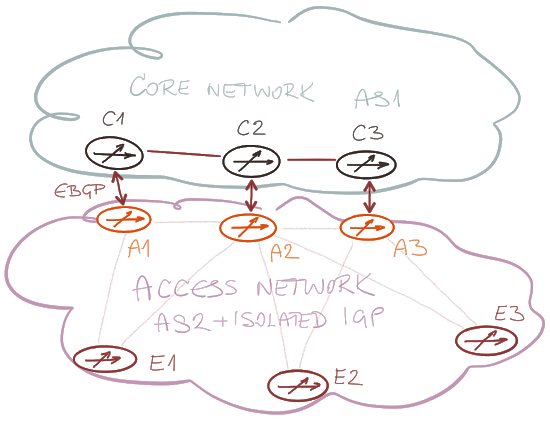 CORE NETWORK AS1
C1
C2
C3
EBGP
A1
A2
A3
ACCESS NETWORK
AS2 + ISOLATED IGP
E1
E2
E3